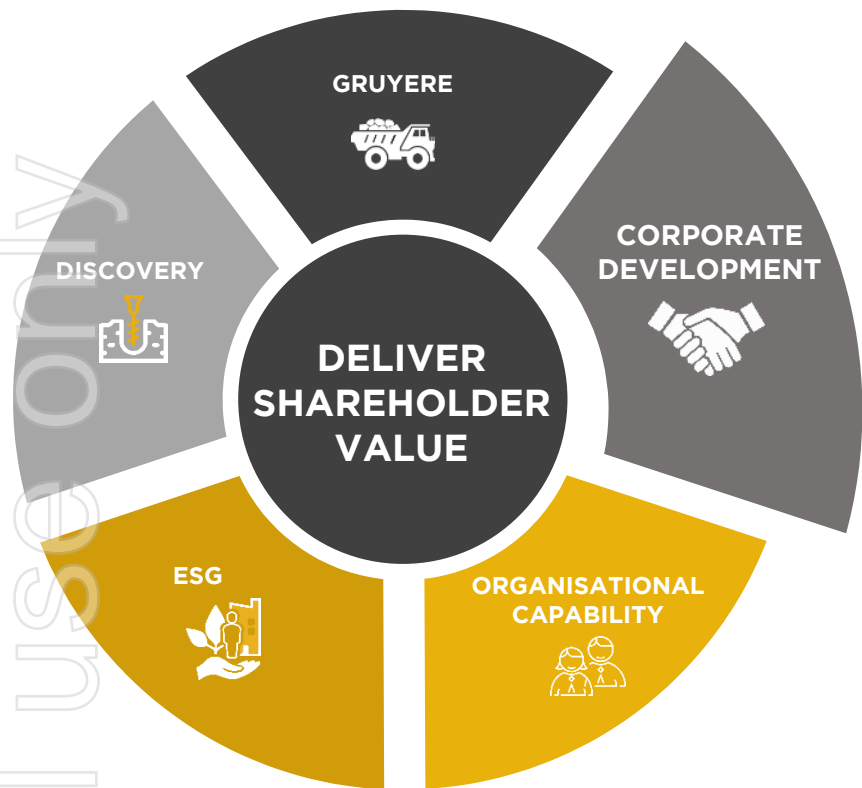 GRUYERE
CORPORATE
DEVELOPMENT
DISCOVERY
DELIVER
SHAREHOLDER
VALUE
ESG
ORGANISATIONAL
CAPABILITY
l use only